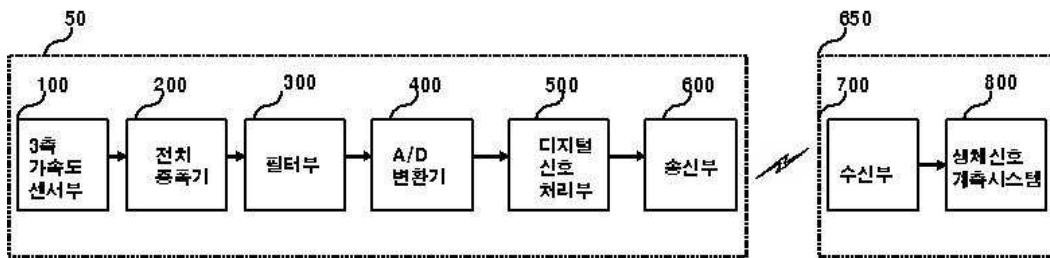 50
650
100
200
300
400
500
600
700
800
3축
가속도
센서부
전치
증폭기
필터부
A/D
변환기
디지털
신호
처리부
송신부
수신부
생체신호
계측시스템